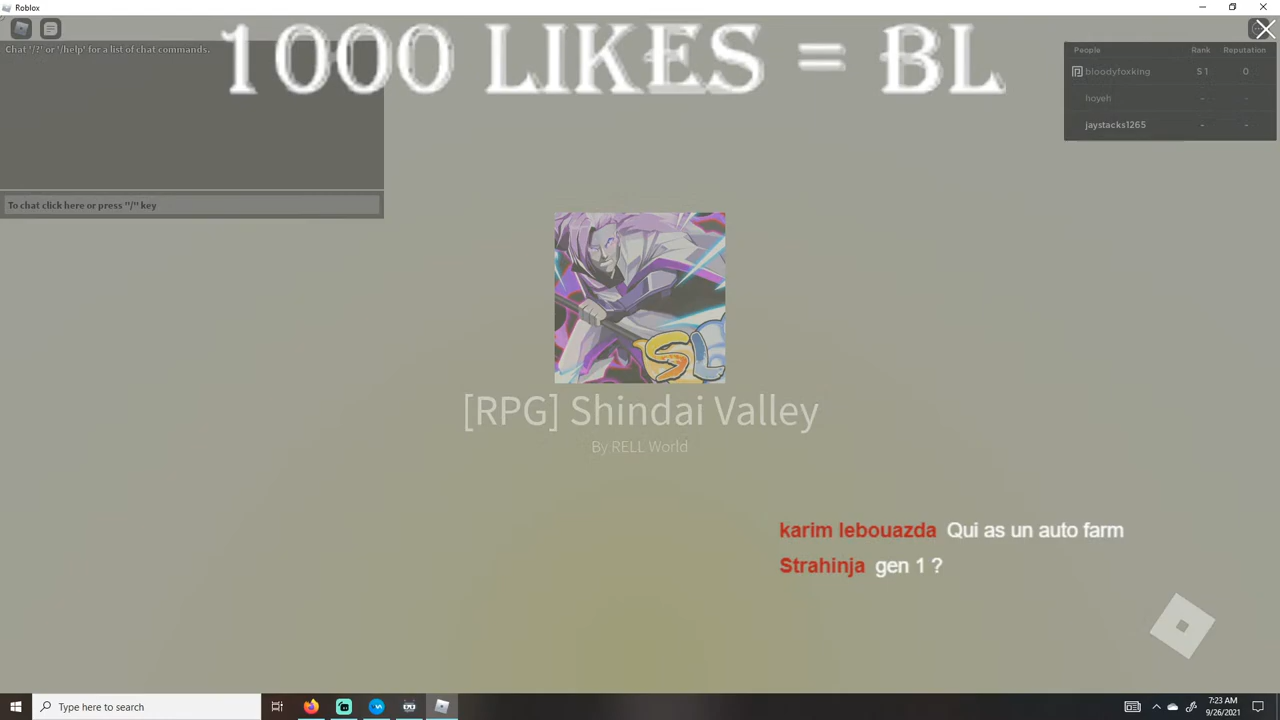 Roblox
1000 LIKES = BL
Chat '/?' or '/help' for a list of chat commands.
To chat click here or press "/" key
People Rank Reputation
bloodyfoxking S 1 0
hoyeh - -
jaystacks1265 - -
SL
[RPG] Shindai Valley
By RELL World
karim lebouazda Qui as un auto farm
Strahinja gen 1 ?
Type here to search
7:23 AM
9/26/2021